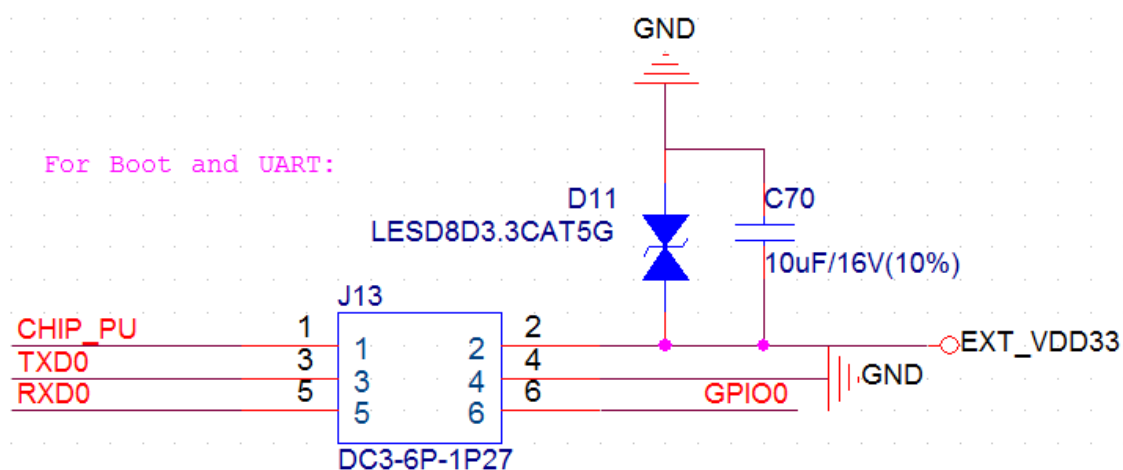 GND
For Boot and UART:
D11
C70
LESD8D3.3CAT5G
10uF/16V(10%)
J13
CHIP_PU 1 1 2 2 EXT_VDD33
TXD0 3 3 4 4 GND
RXD0 5 5 6 6 GPIO0
DC3-6P-1P27